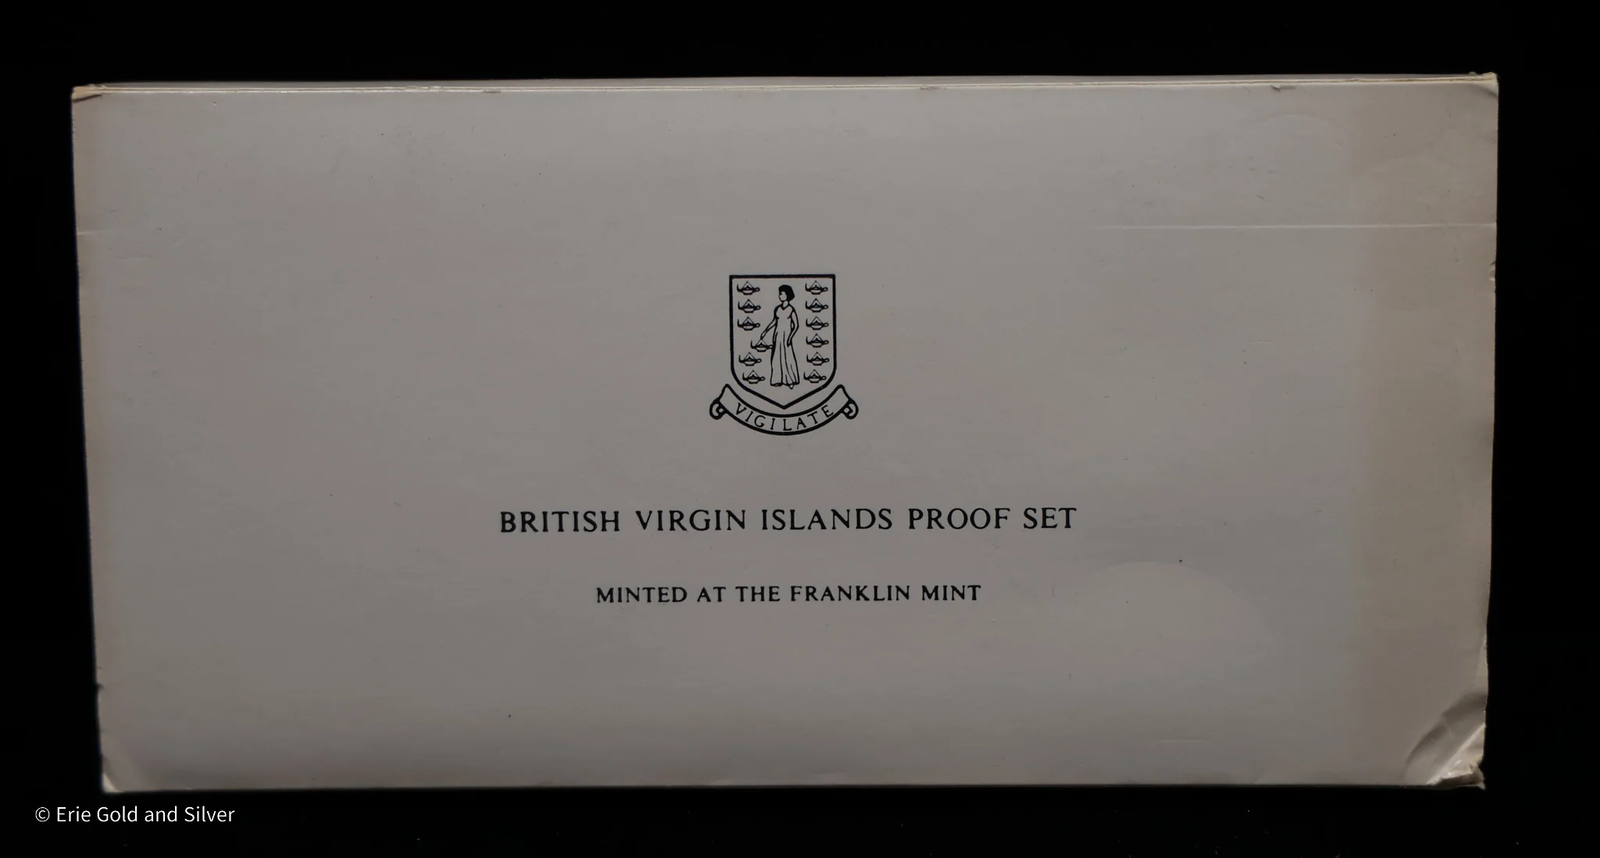 VIGILATE
BRITISH VIRGIN ISLANDS PROOF SET
MINTED AT THE FRANKLIN MINT
© Erie Gold and Silver